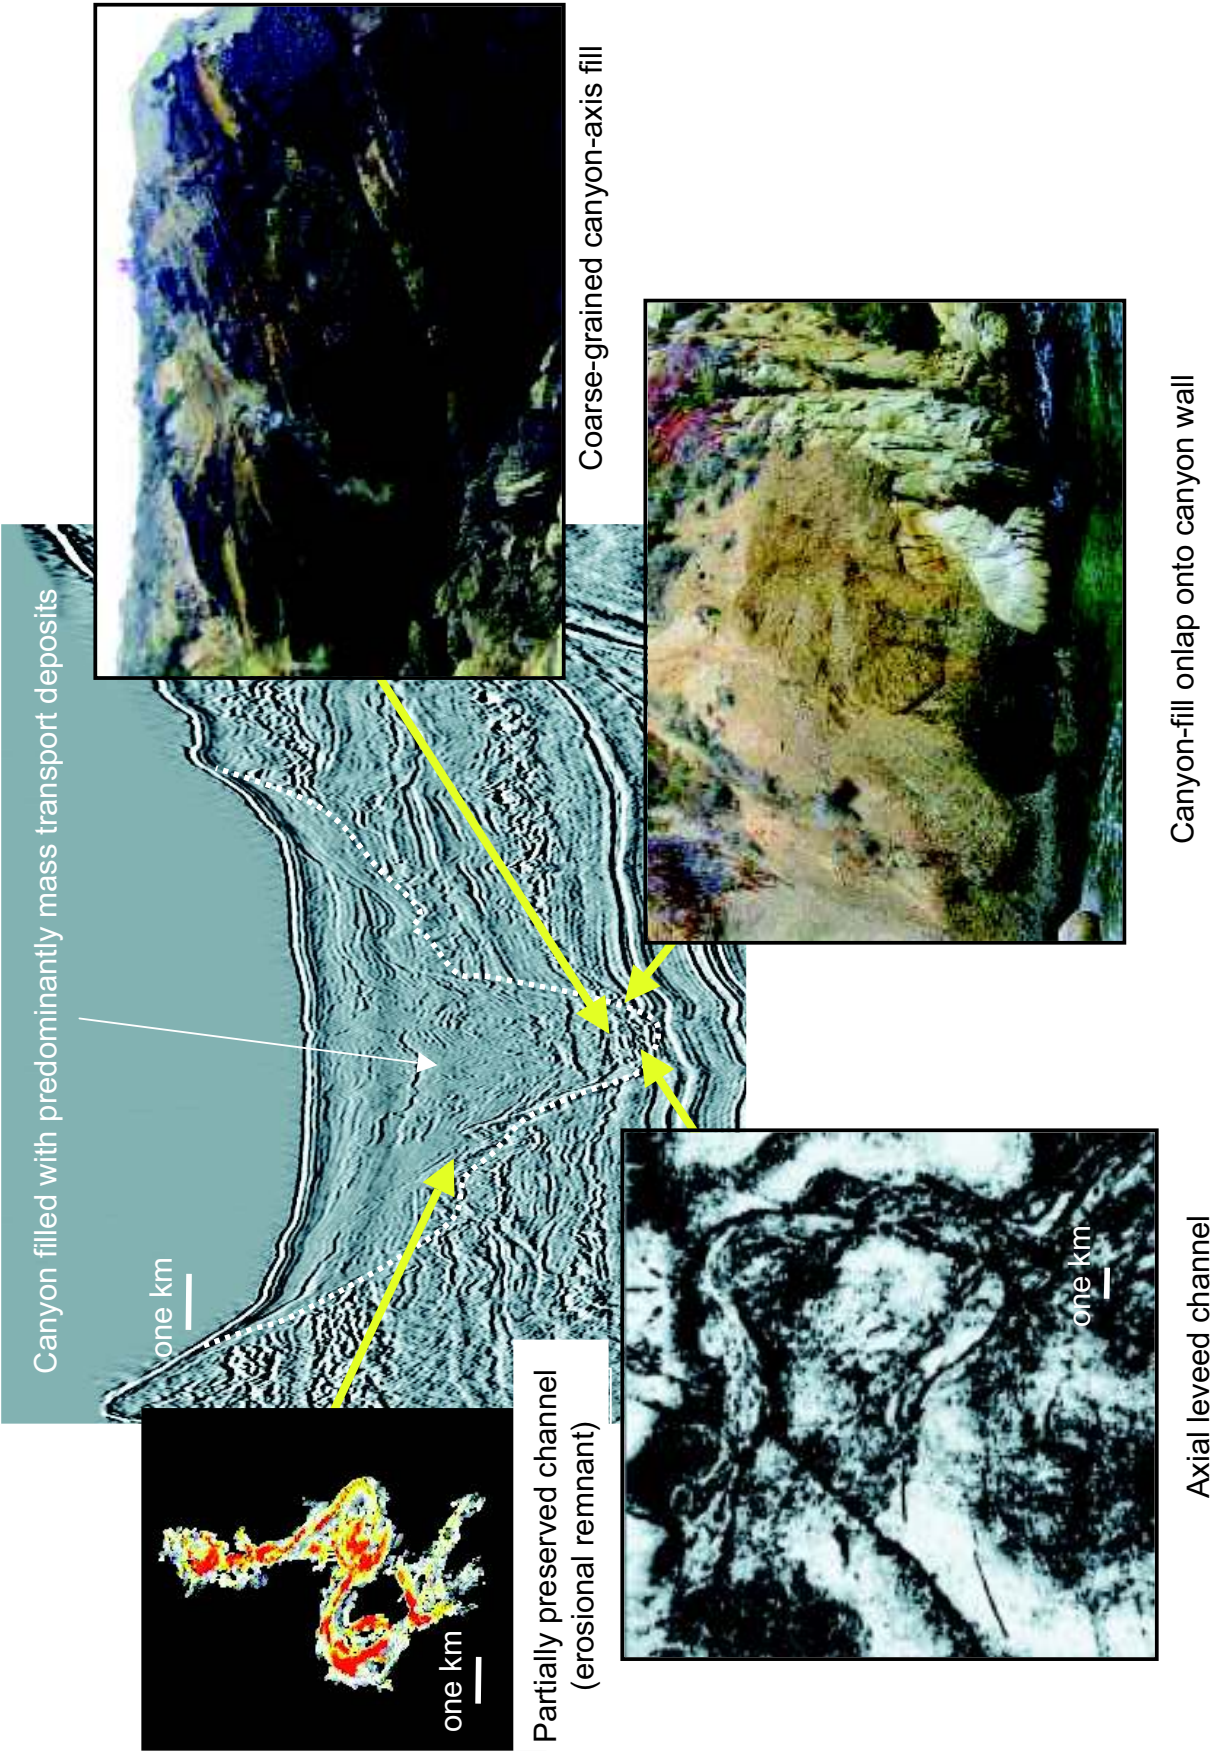 Canyon filled with predominantly mass transport deposits
one km
Coarse-grained canyon-axis fill
one km
Partially preserved channel
(erosional remnant)
Canyon-fill onlap onto canyon wall
one km
Axial leveed channel